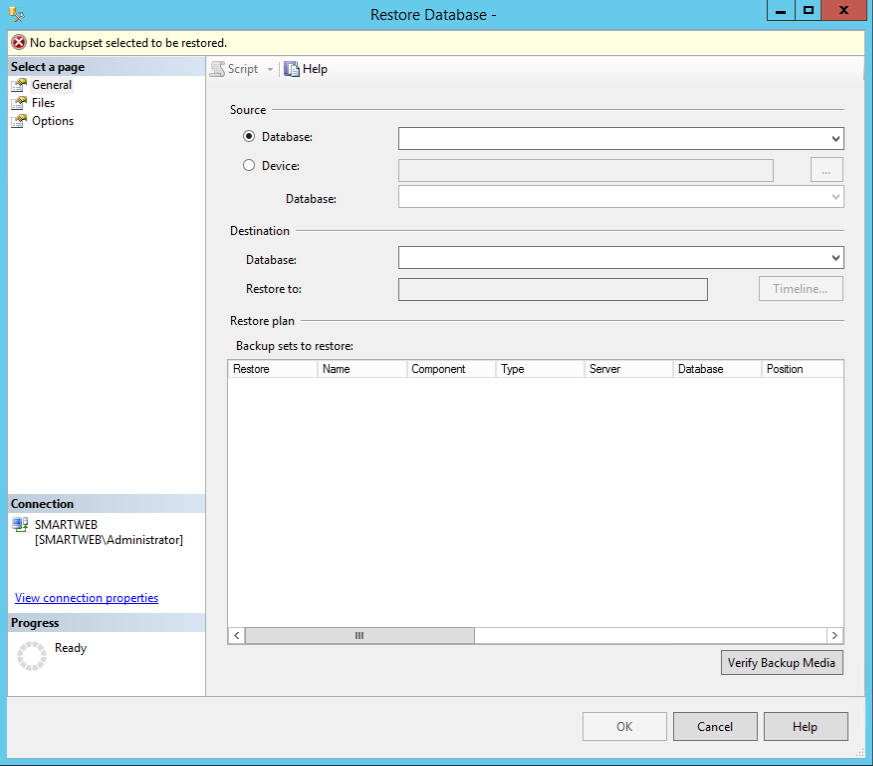 Restore Database -
No backupset selected to be restored.
Select a page
General
Files
Options
Script
Help
Source
Database:
Device:
...
Database:
Destination
Database:
Restore to:
Timeline...
Restore plan
Backup sets to restore:
Restore Name Component Type Server Database Position
Connection
SMARTWEB
[SMARTWEB\Administrator]
View connection properties
Progress
Ready
Verify Backup Media
OK Cancel Help